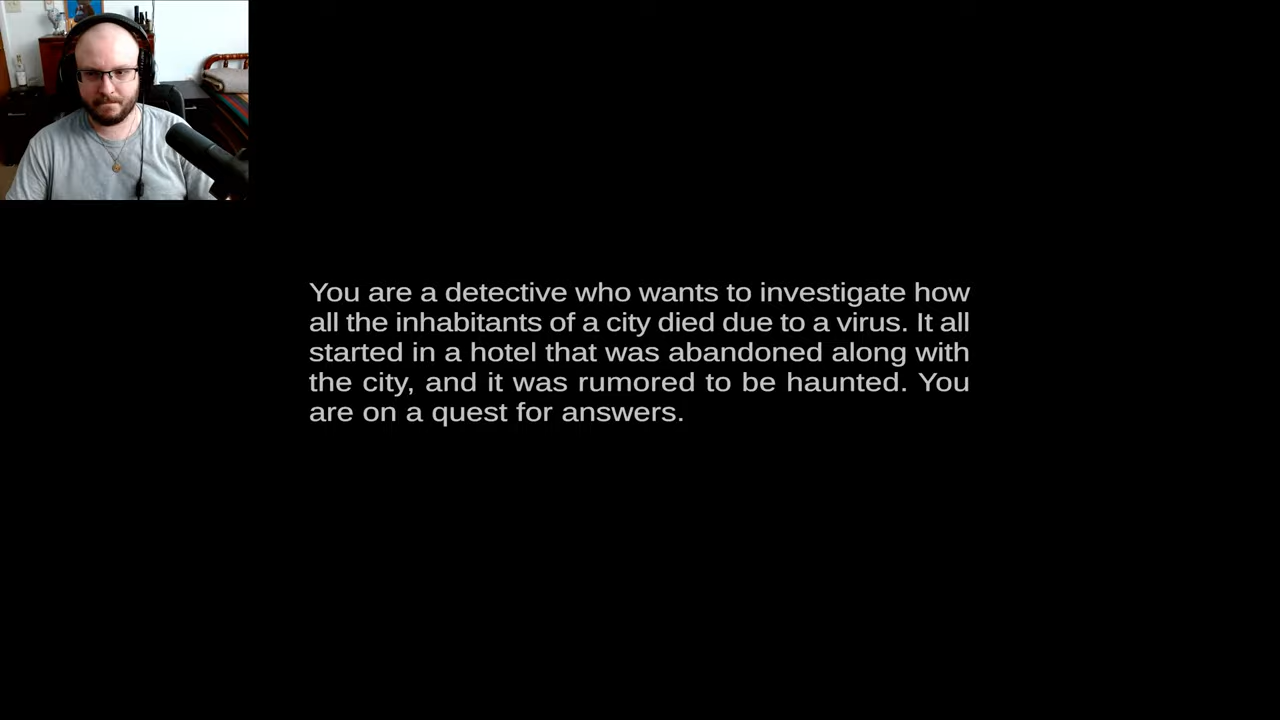 You are a detective who wants to investigate how
all the inhabitants of a city died due to a virus. It all
started in a hotel that was abandoned along with
the city, and it was rumored to be haunted. You
are on a quest for answers.